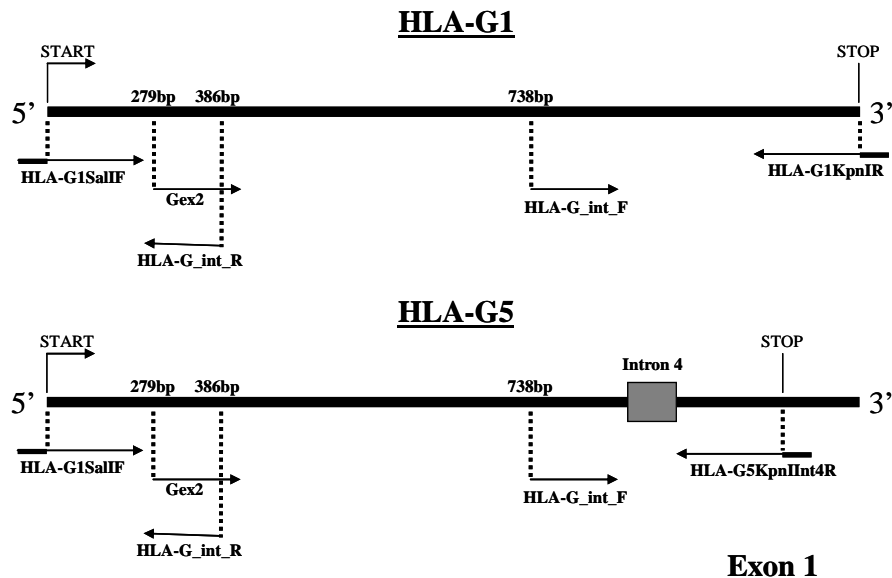 HLA-G1
START
STOP
279bp 386bp 738bp
5’ 3’
HLA-G1SalIF
HLA-G1KpnIR
Gex2
HLA-G_int_F
HLA-G_int_R
HLA-G5
START
STOP
Intron 4
279bp 386bp 738bp
5’ 3’
HLA-G1SalIF
HLA-G5KpnIInt4R
Gex2
HLA-G_int_F
HLA-G_int_R
Exon 1